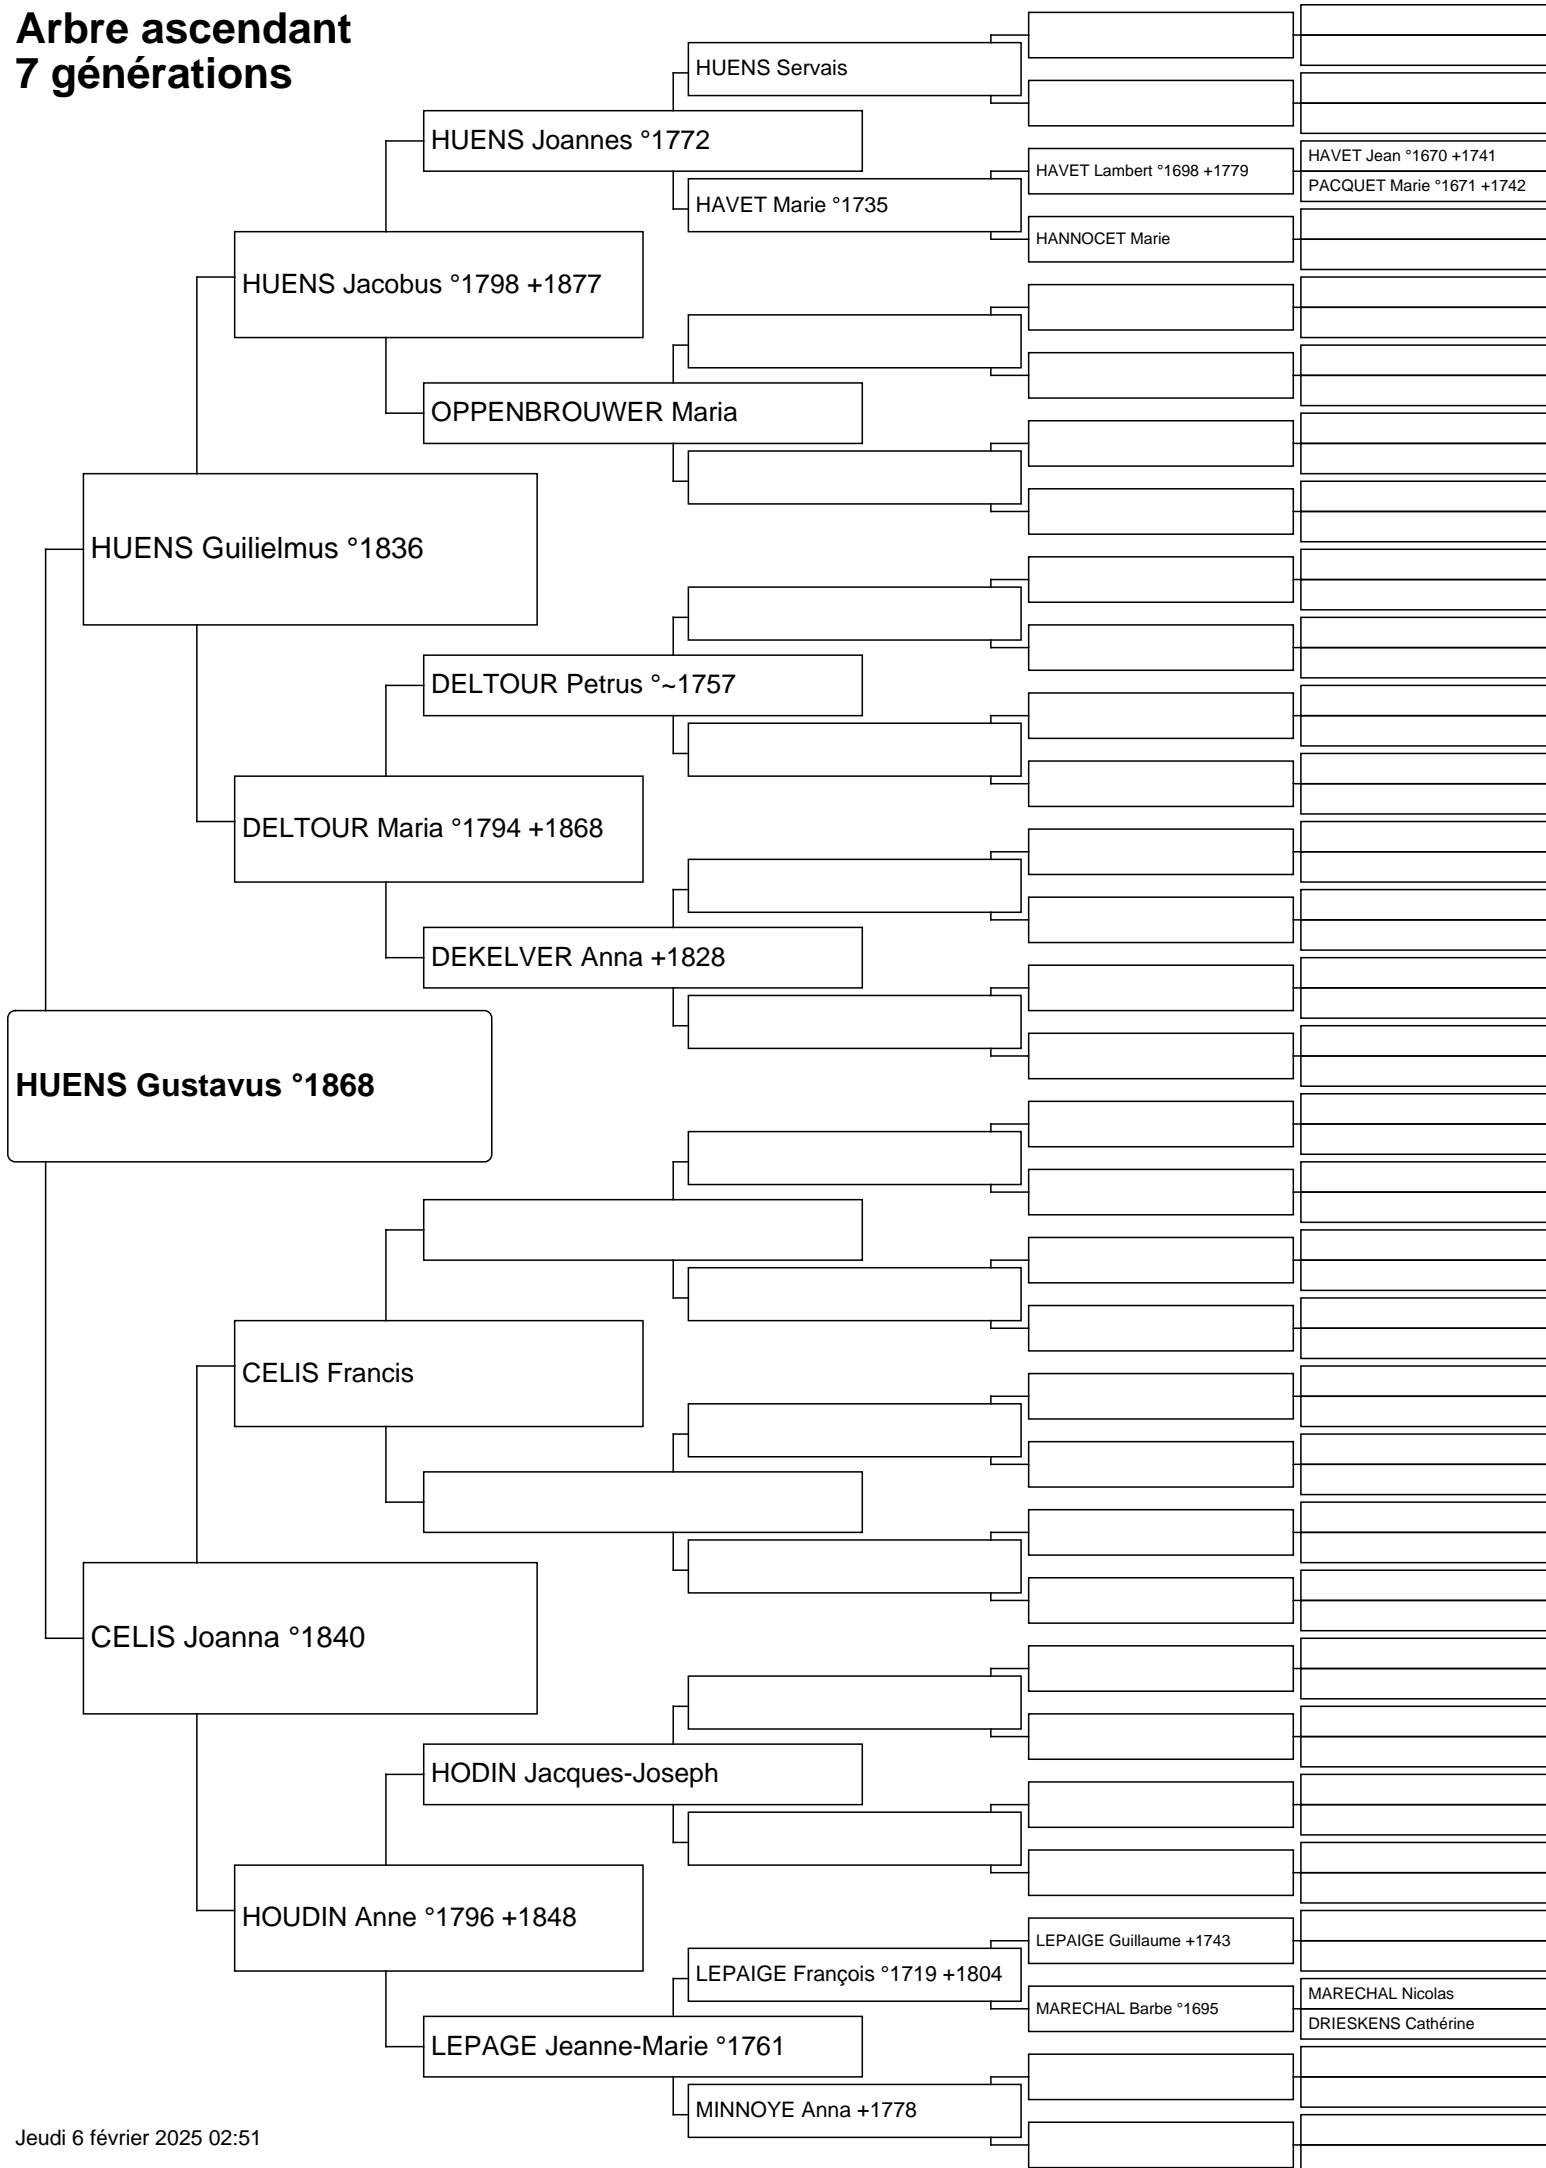 Arbre ascendant
7 générations
HUENS Servais
HUENS Joannes °1772
HAVET Jean °1670 +1741
HAVET Lambert °1698 +1779
PACQUET Marie °1671 +1742
HAVET Marie °1735
HANNOCET Marie
HUENS Jacobus °1798 +1877
OPPENBROUWER Maria
HUENS Guilielmus °1836
DELTOUR Petrus °~1757
DELTOUR Maria °1794 +1868
DEKELVER Anna +1828
HUENS Gustavus °1868
CELIS Francis
CELIS Joanna °1840
HODIN Jacques-Joseph
HOUDIN Anne °1796 +1848
LEPAIGE Guillaume +1743
LEPAIGE François °1719 +1804
MARECHAL Nicolas
MARECHAL Barbe °1695
DRIESKENS Cathérine
LEPAGE Jeanne-Marie °1761
MINNOYE Anna +1778
Jeudi 6 février 2025 02:51